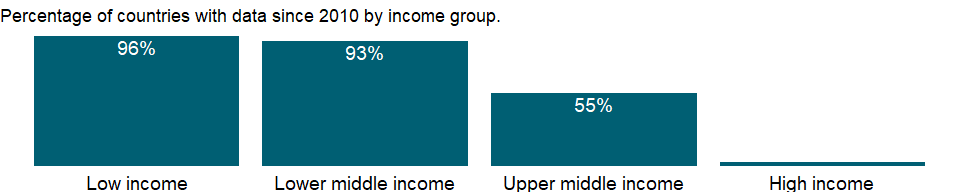 Percentage of countries with data since 2010 by income group.
96%
93%
55%
Low income
Lower middle income
Upper middle income
High income